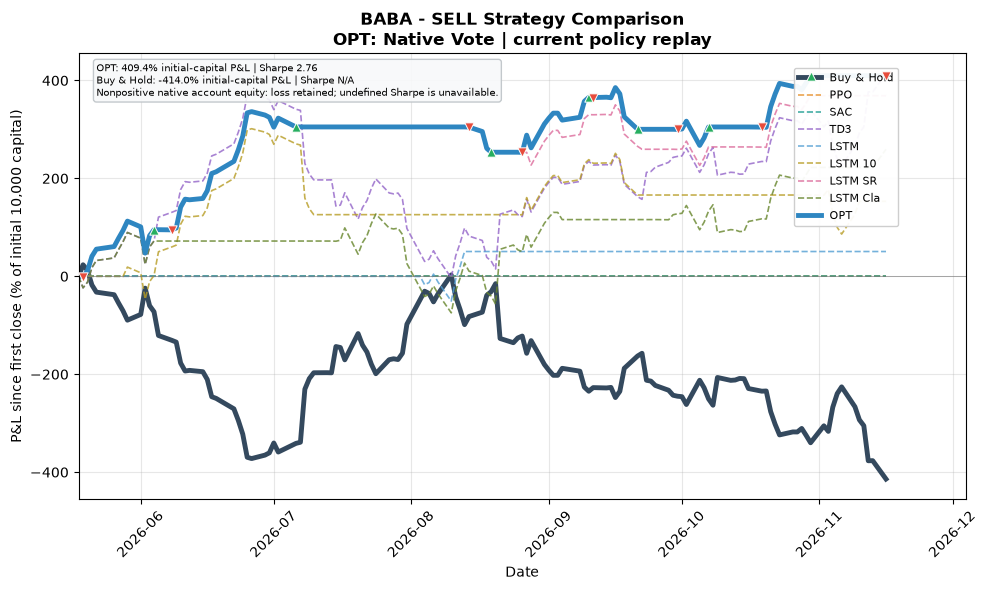 BABA - SELL Strategy Comparison
OPT: Native Vote | current policy replay
OPT: 409.4% initial-capital P&L | Sharpe 2.76
Buy & Hold: -414.0% initial-capital P&L | Sharpe N/A
Nonpositive native account equity: loss retained; undefined Sharpe is unavailable.
Buy & Hold
PPO
SAC
TD3
LSTM
LSTM 10
LSTM SR
LSTM Cla
OPT
P&L since first close (% of initial 10,000 capital)
400
200
0
−200
−400
2026-06
2026-07
2026-08
2026-09
2026-10
2026-11
2026-12
Date